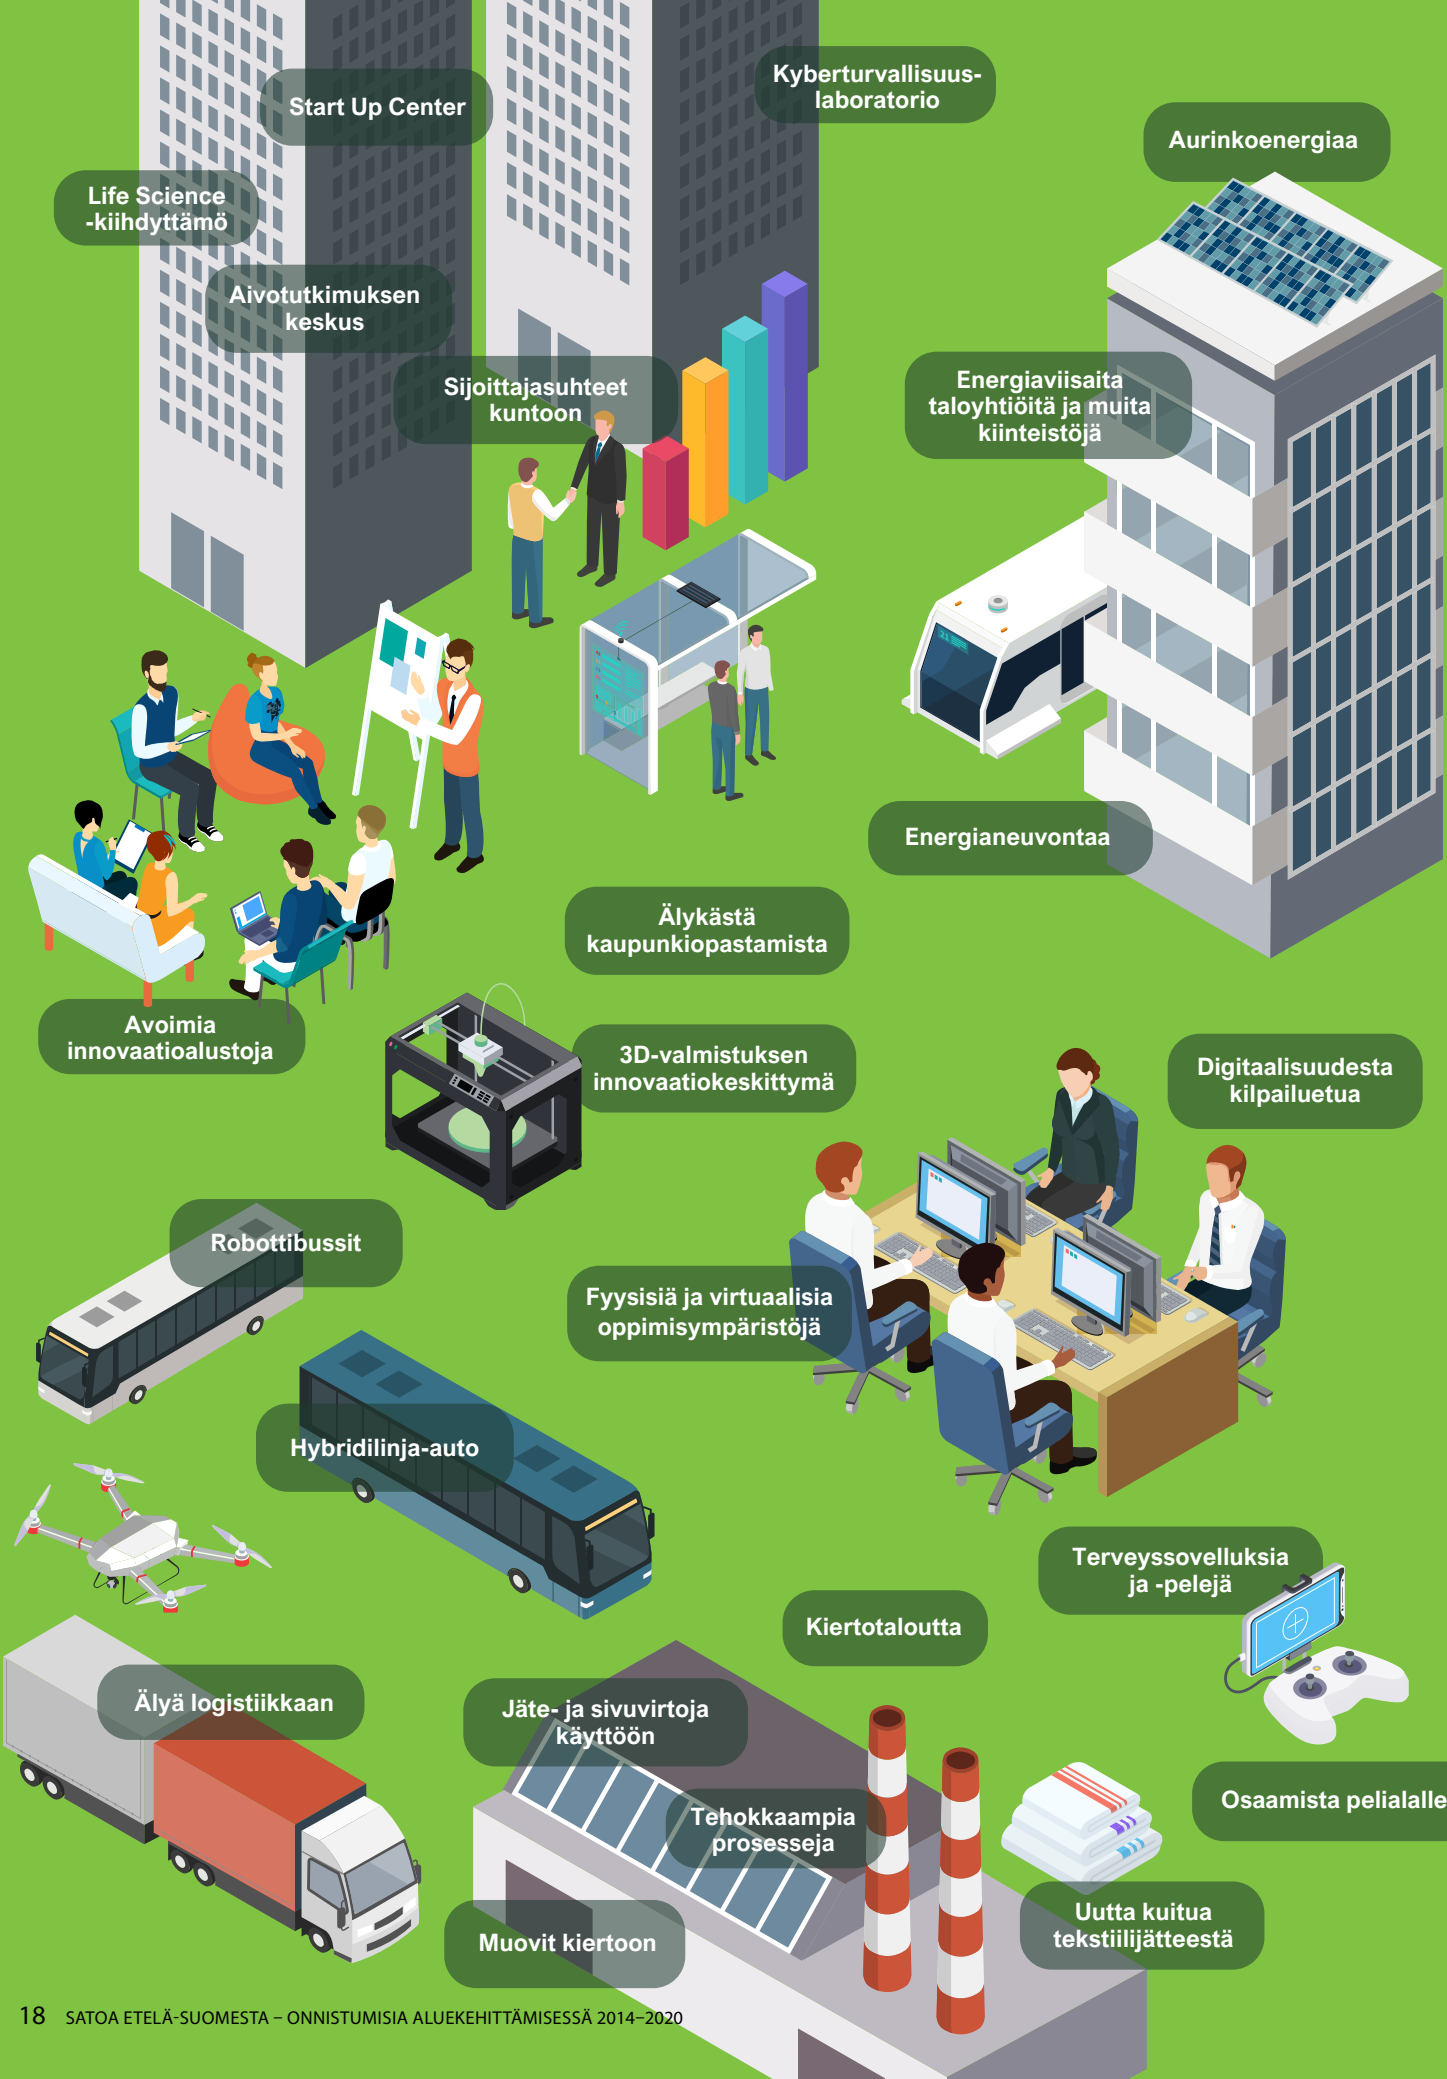 Kyberturvallisuus-
laboratorio
Start Up Center
Aurinkoenergiaa
Life Science
-kiihdyttämö
Aivotutkimuksen
keskus
Sijoittajasuhteet
kuntoon
Energiaviisaita
taloyhtiöitä ja muita
kiinteistöjä
21
Energianeuvontaa
Älykästä
kaupunkiopastamista
Avoimia
innovaatioalustoja
3D-valmistuksen
innovaatiokeskittymä
Digitaalisuudesta
kilpailuetua
Robottibussit
Fyysisiä ja virtuaalisia
oppimisympäristöjä
Hybridilinja-auto
Terveyssovelluksia
ja -pelejä
Kiertotaloutta
Älyä logistiikkaan
Jäte- ja sivuvirtoja
käyttöön
Tehokkaampia
prosesseja
Osaamista pelialalle
Uutta kuitua
tekstiilijätteestä
Muovit kiertoon
18 SATOA ETELÄ-SUOMESTA – ONNISTUMISIA ALUEKEHITTÄMISESSÄ 2014–2020